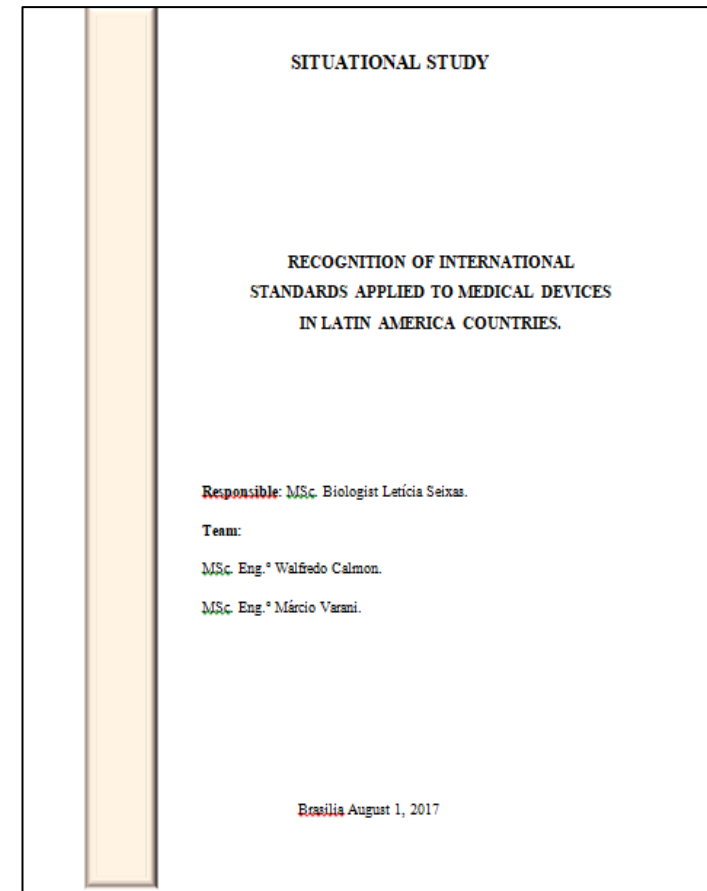 SITUATIONAL STUDY
RECOGNITION OF INTERNATIONAL
STANDARDS APPLIED TO MEDICAL DEVICES
IN LATIN AMERICA COUNTRIES.
Responsible: MSc. Biologist Letícia Seixas.
Team:
MSc. Eng.º Walfredo Calmon.
MSc. Eng.º Márcio Varani.
Brasilia August 1, 2017